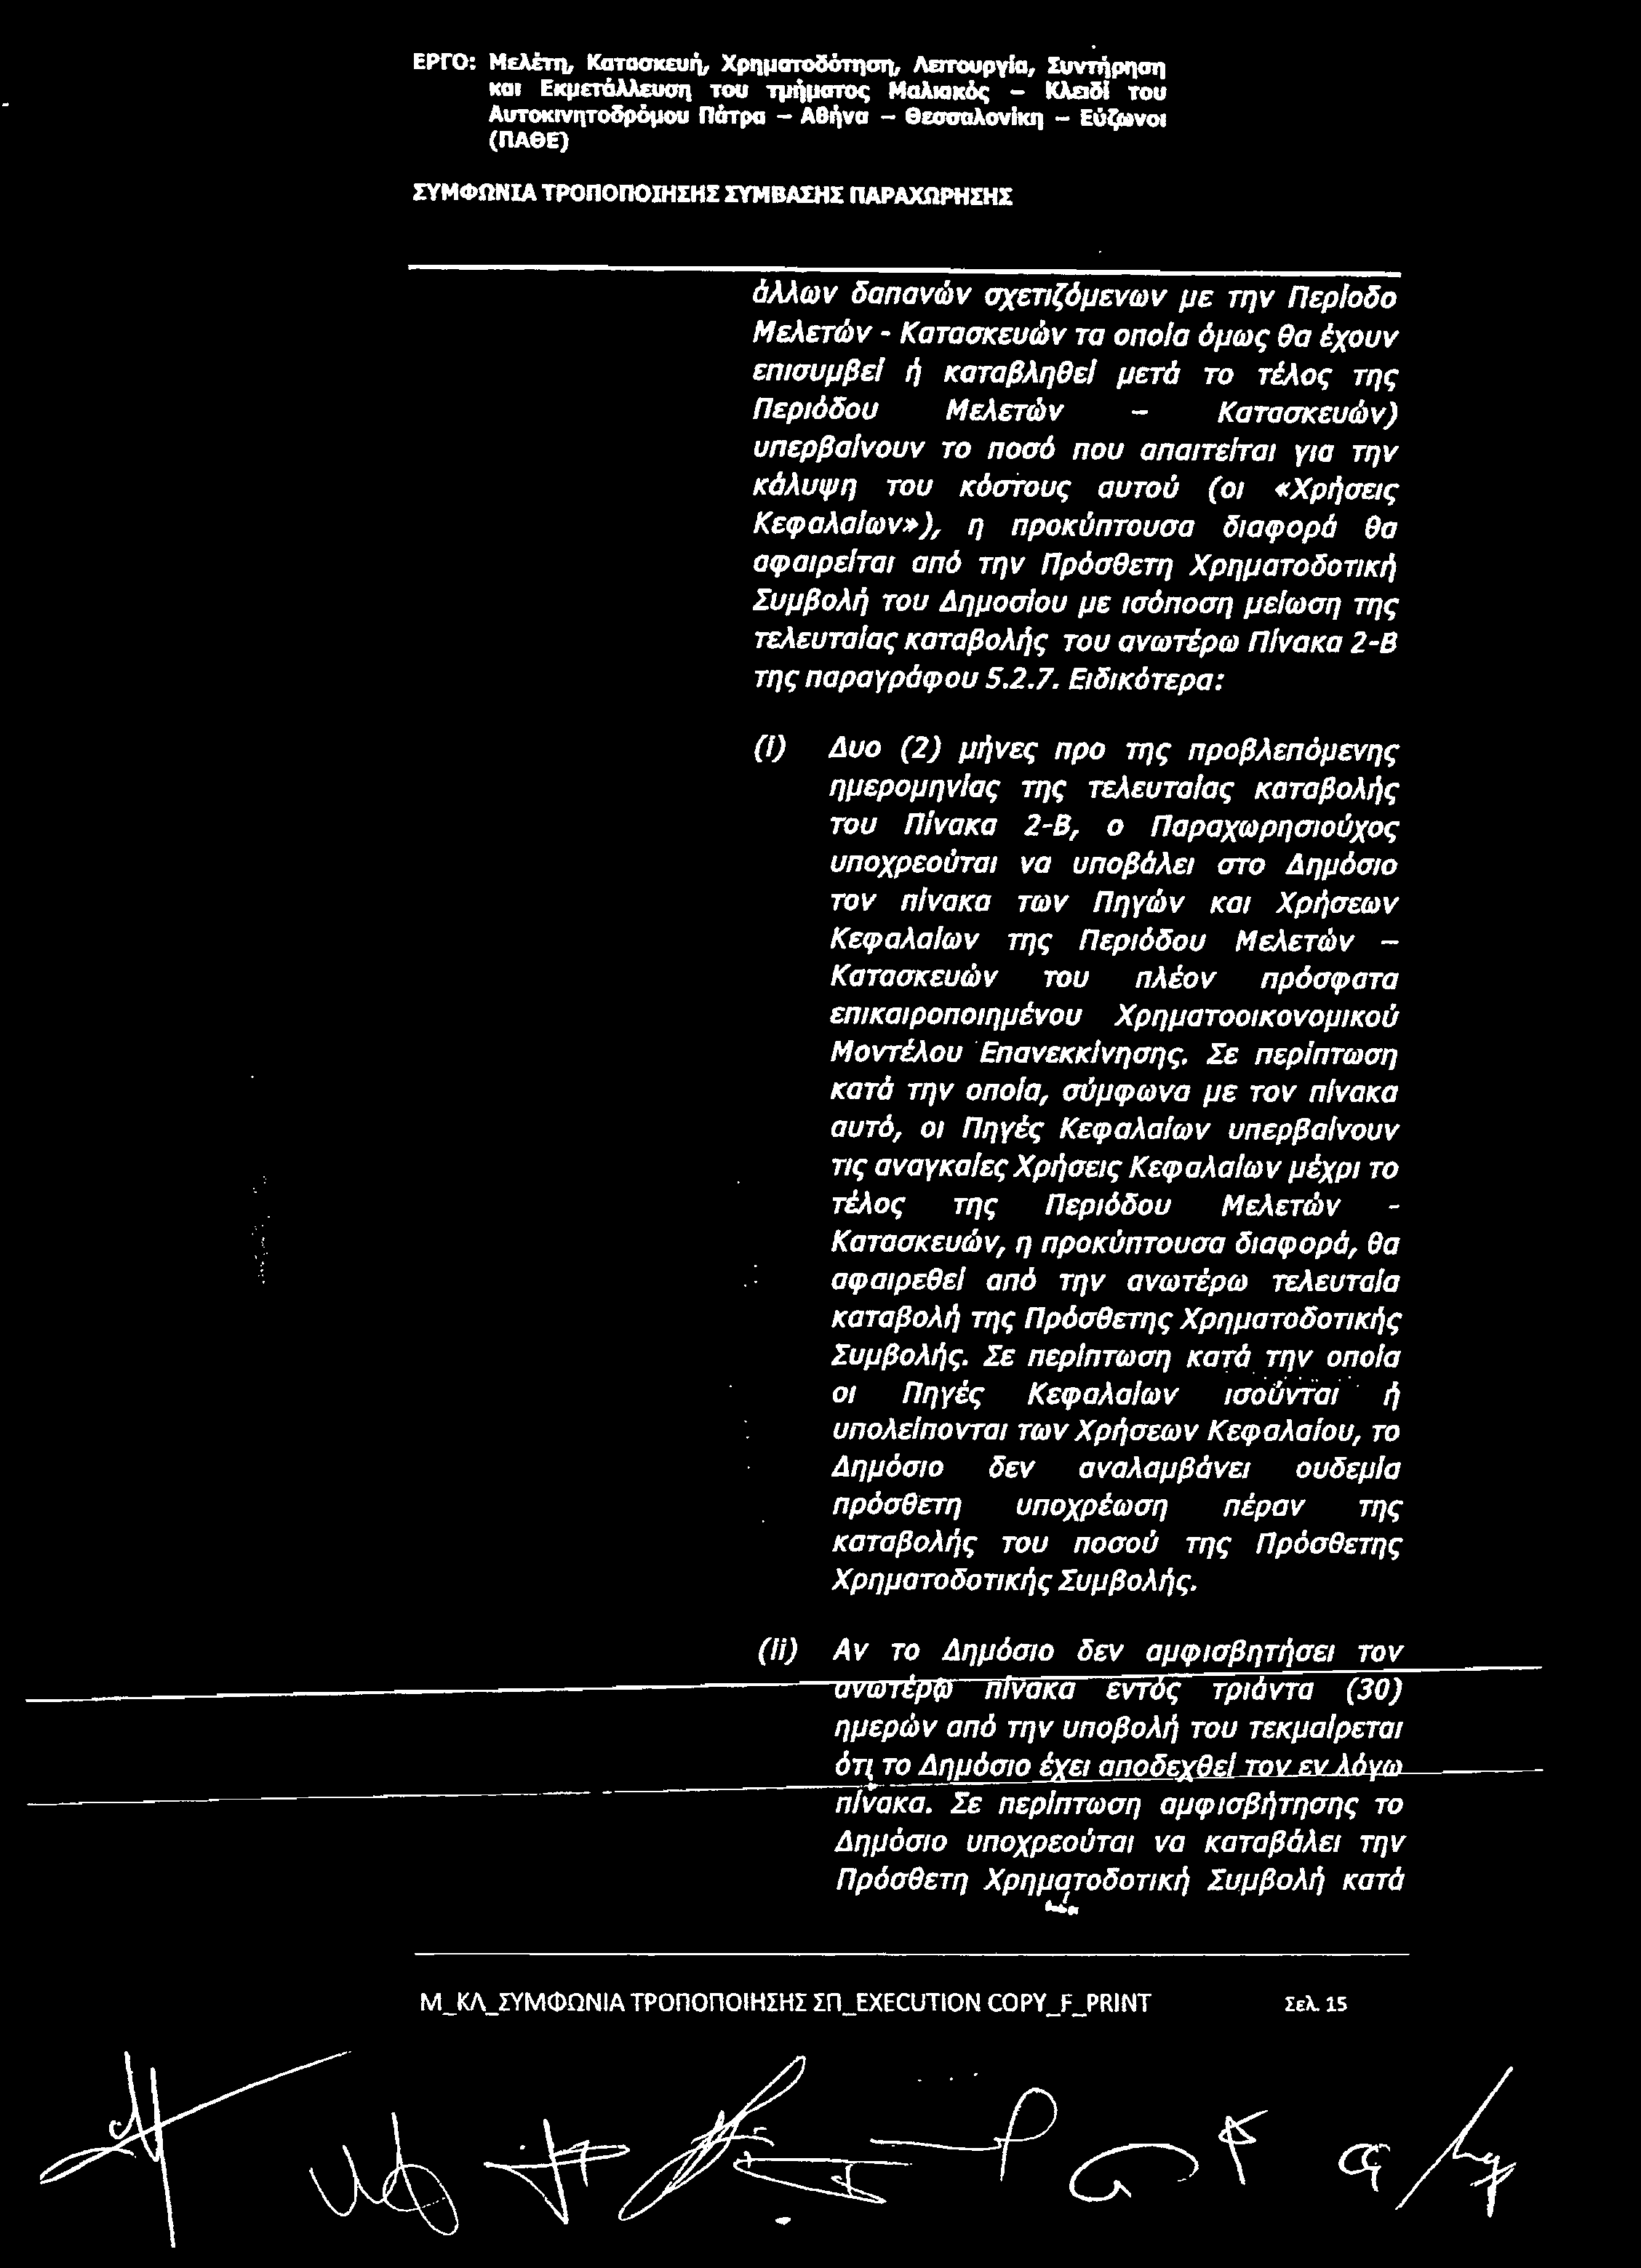 ΕΡΓΟ: Μελέτη, Κατασκευή, Χρηματοδότηση, Λειτουργία, Συντήρηση
και Εκμετάλλευση του τμήματος Μαλιακός – Κλειδί του
Αυτοκινητοδρόμου Πάτρα – Αθήνα – Θεσσαλονίκη – Εύζωνοι
(ΠΑΘΕ)
ΣΥΜΦΩΝΙΑ ΤΡΟΠΟΠΟΙΗΣΗΣ ΣΥΜΒΑΣΗΣ ΠΑΡΑΧΩΡΗΣΗΣ
άλλων δαπανών σχετιζόμενων με την Περίοδο
Μελετών - Κατασκευών τα οποία όμως θα έχουν
επισυμβεί ή καταβληθεί μετά το τέλος της
Περιόδου Μελετών – Κατασκευών)
υπερβαίνουν το ποσό που απαιτείται για την
κάλυψη του κόστους αυτού (οι «Χρήσεις
Κεφαλαίων»), η προκύπτουσα διαφορά θα
αφαιρείται από την Πρόσθετη Χρηματοδοτική
Συμβολή του Δημοσίου με ισόποση μείωση της
τελευταίας καταβολής του ανωτέρω Πίνακα 2-Β
της παραγράφου 5.2.7. Ειδικότερα:
(i) Δυο (2) μήνες προ της προβλεπόμενης
ημερομηνίας της τελευταίας καταβολής
του Πίνακα 2-Β, ο Παραχωρησιούχος
υποχρεούται να υποβάλει στο Δημόσιο
τον πίνακα των Πηγών και Χρήσεων
Κεφαλαίων της Περιόδου Μελετών –
Κατασκευών του πλέον πρόσφατα
επικαιροποιημένου Χρηματοοικονομικού
Μοντέλου Επανεκκίνησης. Σε περίπτωση
κατά την οποία, σύμφωνα με τον πίνακα
αυτό, οι Πηγές Κεφαλαίων υπερβαίνουν
τις αναγκαίες Χρήσεις Κεφαλαίων μέχρι το
τέλος της Περιόδου Μελετών -
Κατασκευών, η προκύπτουσα διαφορά, θα
αφαιρεθεί από την ανωτέρω τελευταία
καταβολή της Πρόσθετης Χρηματοδοτικής
Συμβολής. Σε περίπτωση κατά την οποία
οι Πηγές Κεφαλαίων ισούνται ή
υπολείπονται των Χρήσεων Κεφαλαίου, το
Δημόσιο δεν αναλαμβάνει ουδεμία
πρόσθετη υποχρέωση πέραν της
καταβολής του ποσού της Πρόσθετης
Χρηματοδοτικής Συμβολής.
(ii) Αν το Δημόσιο δεν αμφισβητήσει τον
ανωτέρω πίνακα εντός τριάντα (30)
ημερών από την υποβολή του τεκμαίρεται
ότι το Δημόσιο έχει αποδεχθεί τον εν λόγω
πίνακα. Σε περίπτωση αμφισβήτησης το
Δημόσιο υποχρεούται να καταβάλει την
Πρόσθετη Χρηματοδοτική Συμβολή κατά
Μ_ΚΛ_ΣΥΜΦΩΝΙΑ ΤΡΟΠΟΠΟΙΗΣΗΣ ΣΠ_EXECUTION COPY_F_PRINT Σελ. 15